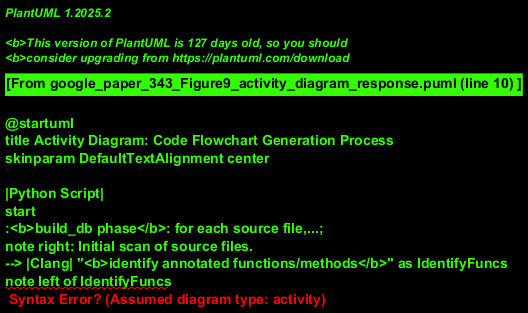 PlantUML 1.2025.2
<b>This version of PlantUML is 127 days old, so you should
<b>consider upgrading from https://plantuml.com/download
[From google_paper_343_Figure9_activity_diagram_response.puml (line 10) ]
@startuml
title Activity Diagram: Code Flowchart Generation Process
skinparam DefaultTextAlignment center
|Python Script|
start
:<b>build_db phase</b>: for each source file,...;
note right: Initial scan of source files.
--> |Clang| "<b>identify annotated functions/methods</b>" as IdentifyFuncs
note left of IdentifyFuncs
Syntax Error? (Assumed diagram type: activity)